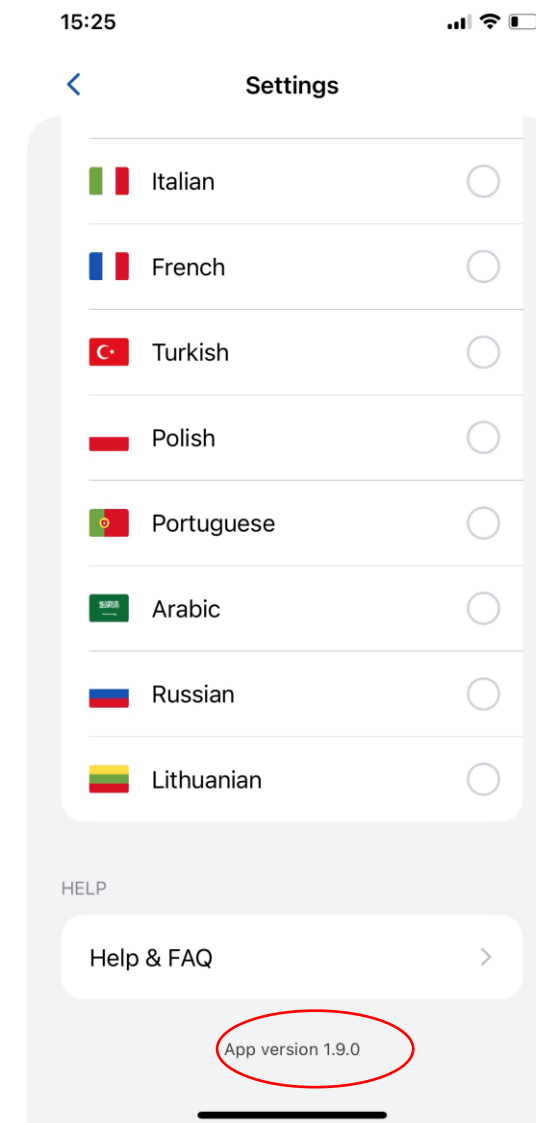 15:25
Settings
Italian
French
Turkish
Polish
Portuguese
Arabic
Russian
Lithuanian
HELP
Help & FAQ
App version 1.9.0